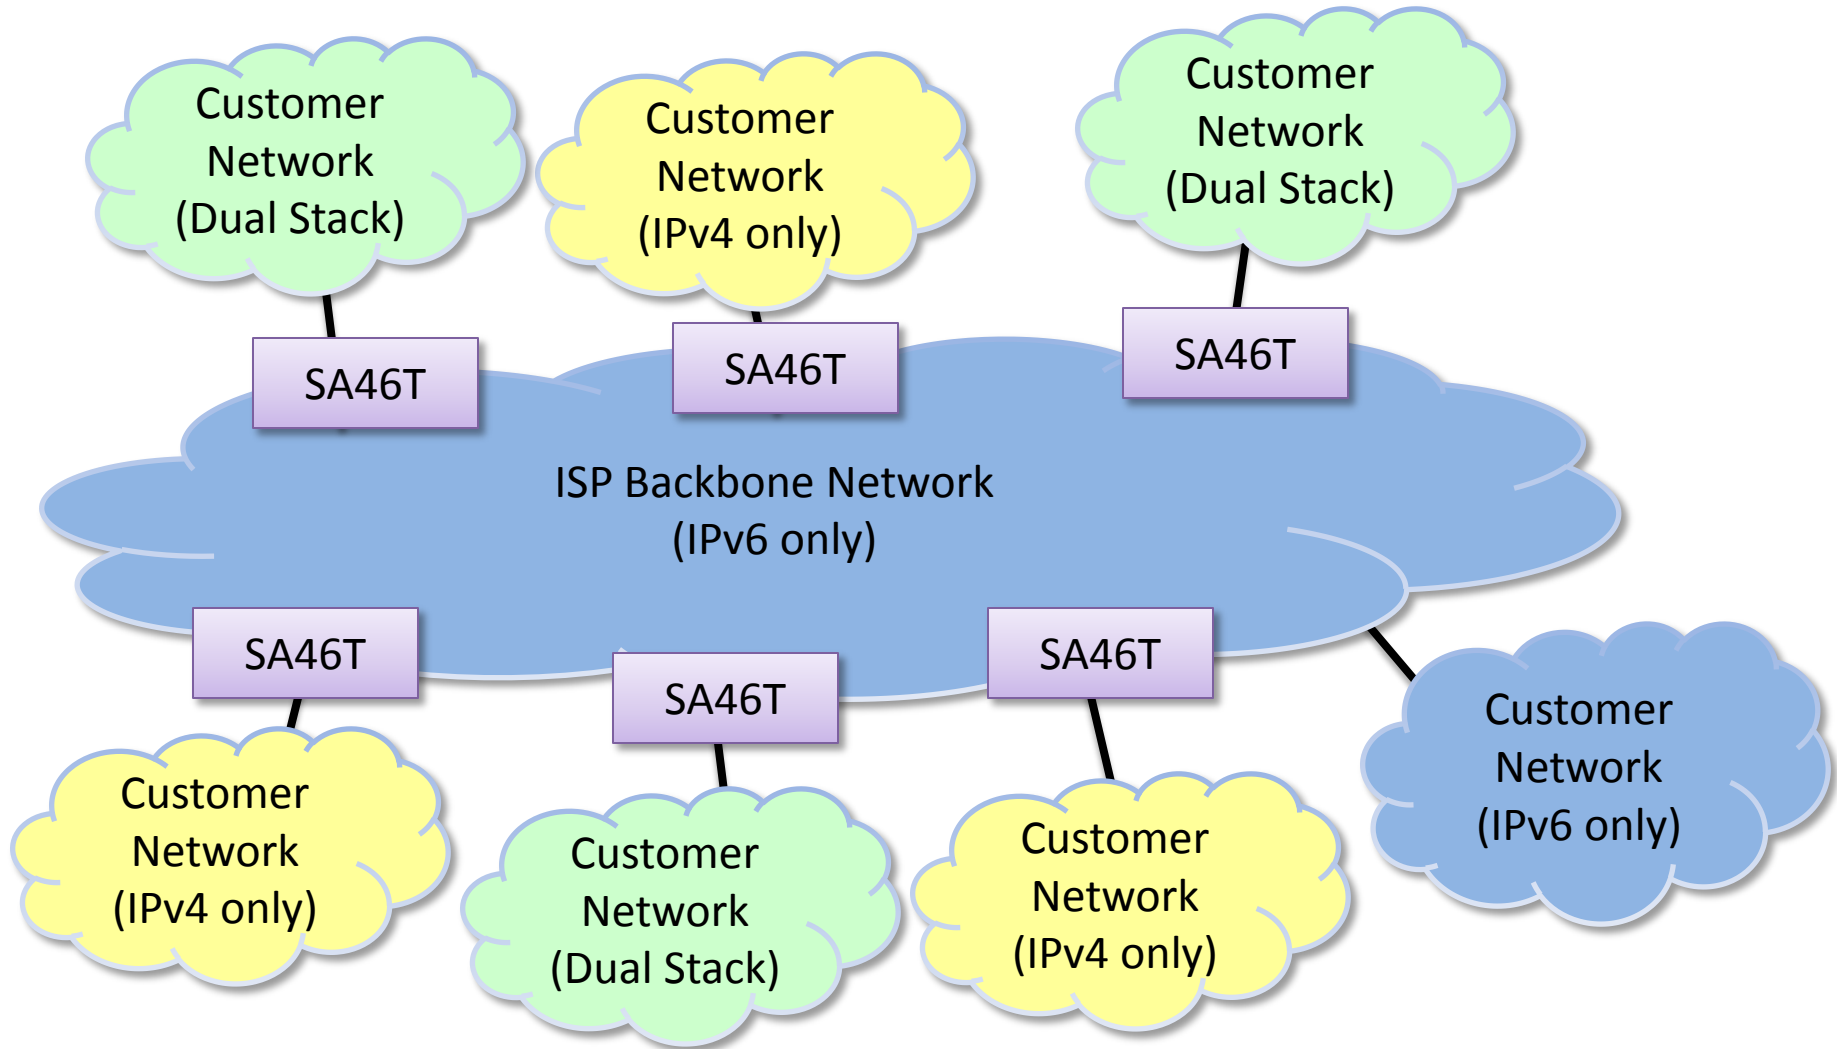 Customer
Network
(Dual Stack)
Customer
Network
(IPv4 only)
Customer
Network
(Dual Stack)
SA46T
SA46T
SA46T
ISP Backbone Network
(IPv6 only)
SA46T
SA46T
SA46T
Customer
Network
(IPv4 only)
Customer
Network
(Dual Stack)
Customer
Network
(IPv4 only)
Customer
Network
(IPv6 only)